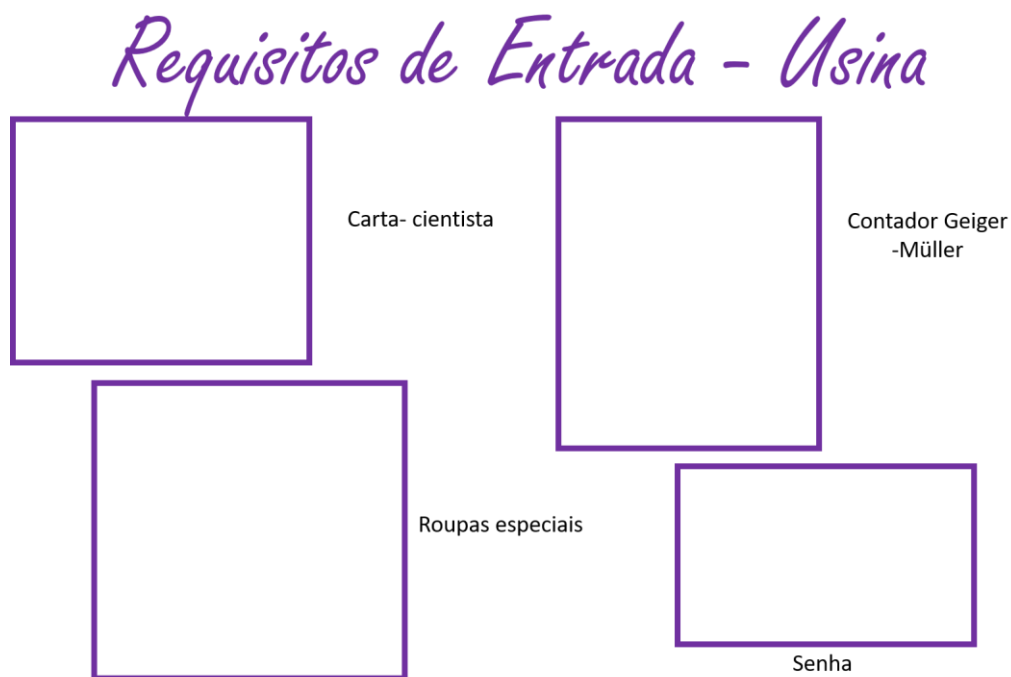 Requisitos de Entrada - Usina
Carta- cientista
Contador Geiger
-Müller
Roupas especiais
Senha